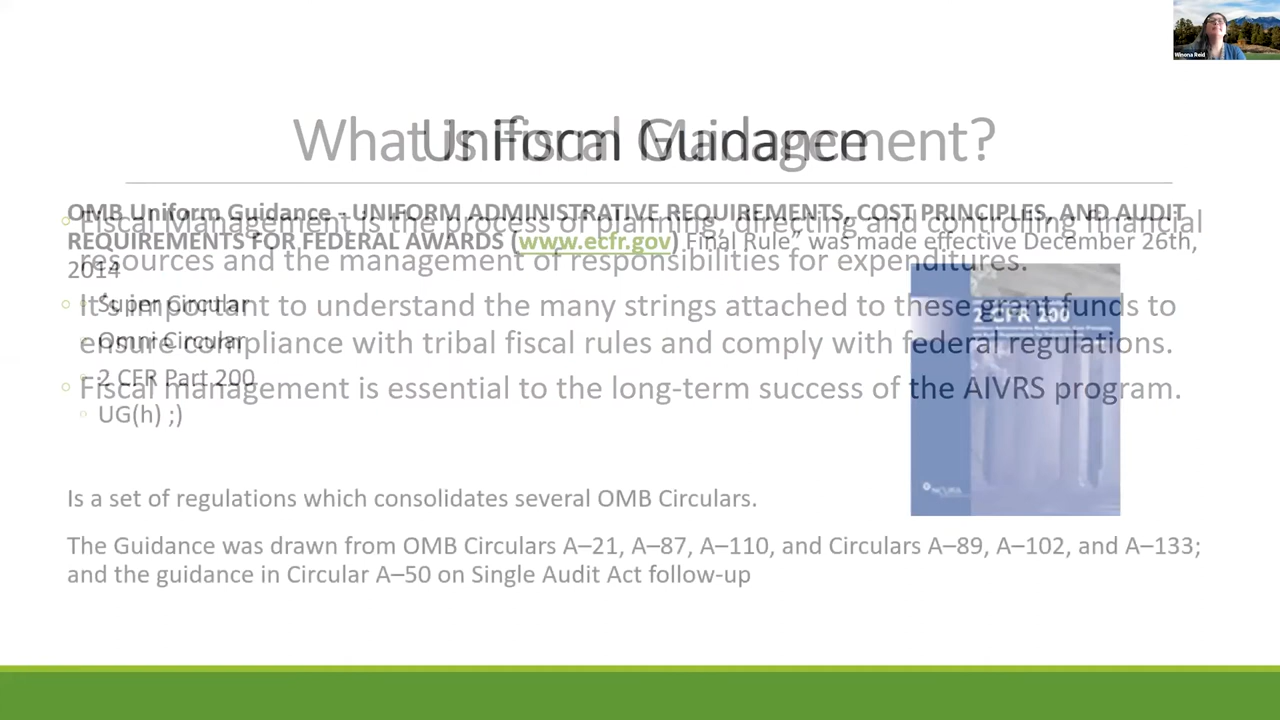 Winona Reid
What is Fiscal Management?
Fiscal Management is the process of planning, directing and controlling financial
resources and the management of responsibilities for expenditures.
It's important to understand the many strings attached to these grant funds to
ensure compliance with tribal fiscal rules and comply with federal regulations.
Fiscal management is essential to the long-term success of the AIVRS program.
Uniform Guidance
OMB Uniform Guidance - UNIFORM ADMINISTRATIVE REQUIREMENTS, COST PRINCIPLES, AND AUDIT
REQUIREMENTS FOR FEDERAL AWARDS (www.ecfr.gov) Final Rule" was made effective December 26th,
2014
Super Circular
Omni Circular
2 CFR Part 200
UG(h) ;)
2 CFR 200
NCURA
Is a set of regulations which consolidates several OMB Circulars.
The Guidance was drawn from OMB Circulars A–21, A–87, A–110, and Circulars A–89, A–102, and A–133;
and the guidance in Circular A–50 on Single Audit Act follow-up